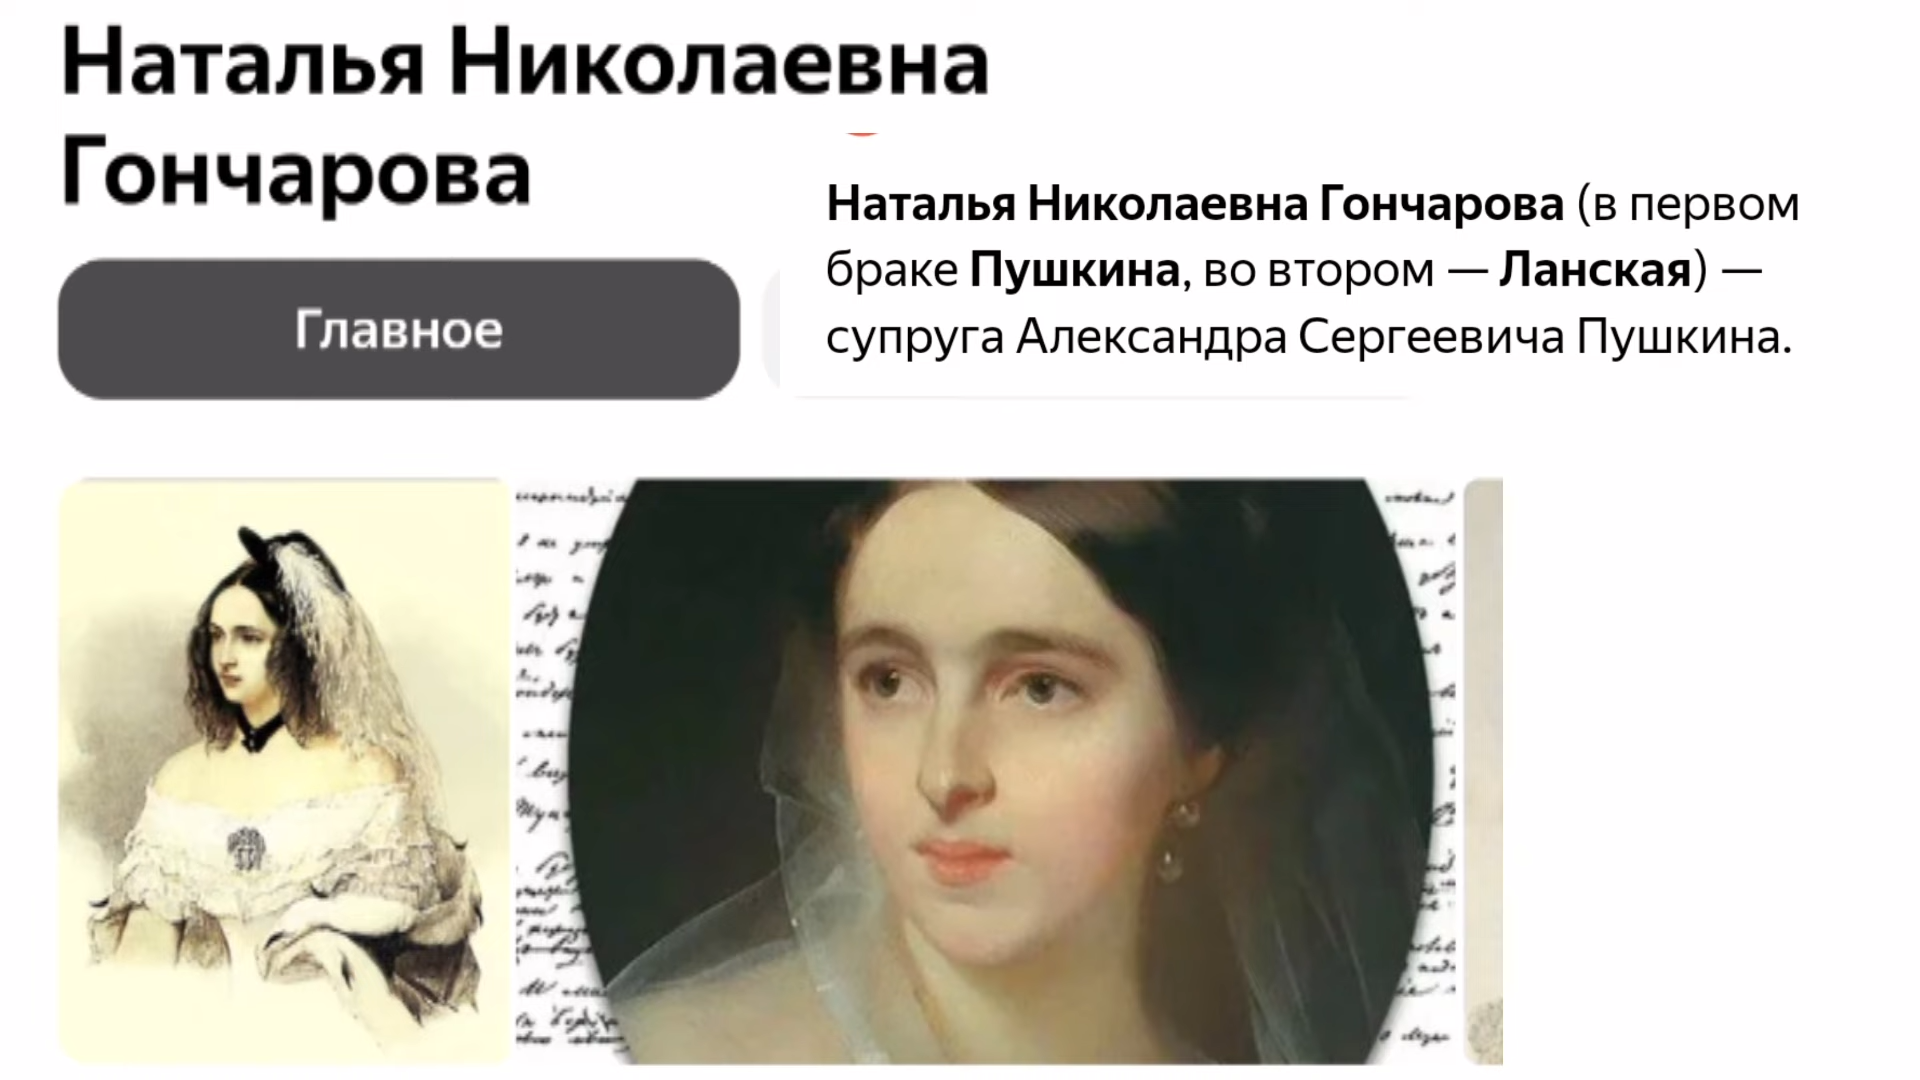 Наталья Николаевна
Гончарова
Главное
Наталья Николаевна Гончарова (в первом
браке Пушкина, во втором — Ланская) —
супруга Александра Сергеевича Пушкина.